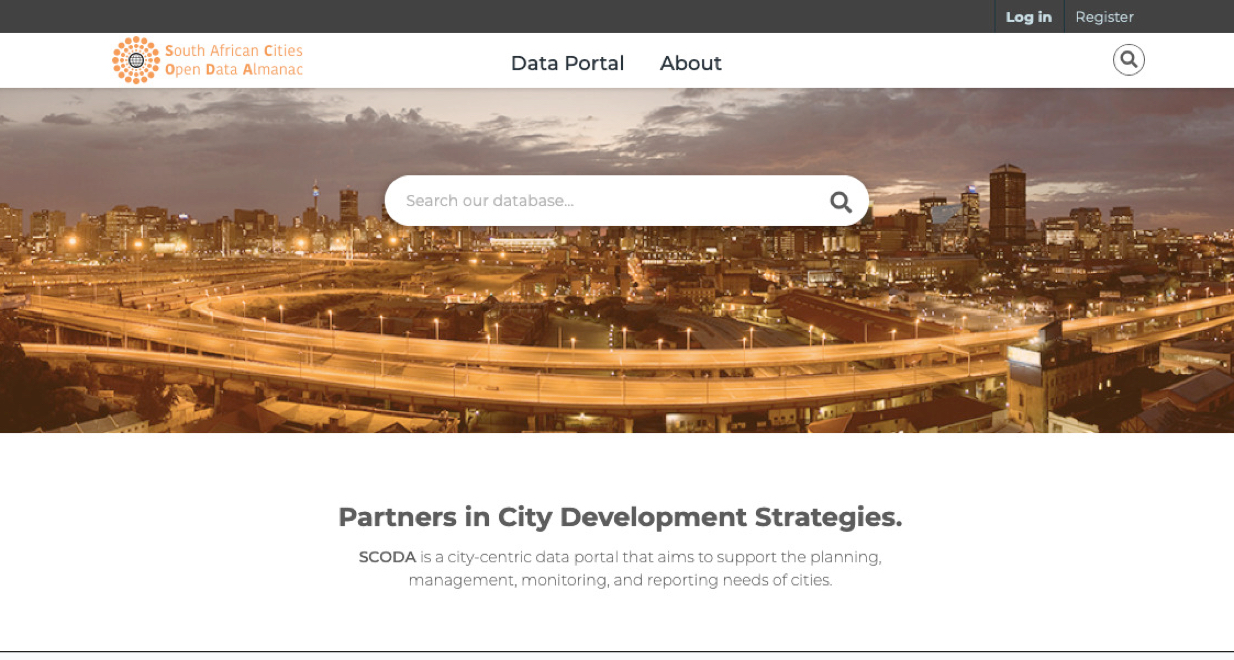 Log in
Register
South African Cities
Open Data Almanac
Data Portal
About
Search our database...
Partners in City Development Strategies.
SCODA is a city-centric data portal that aims to support the planning,
management, monitoring, and reporting needs of cities.